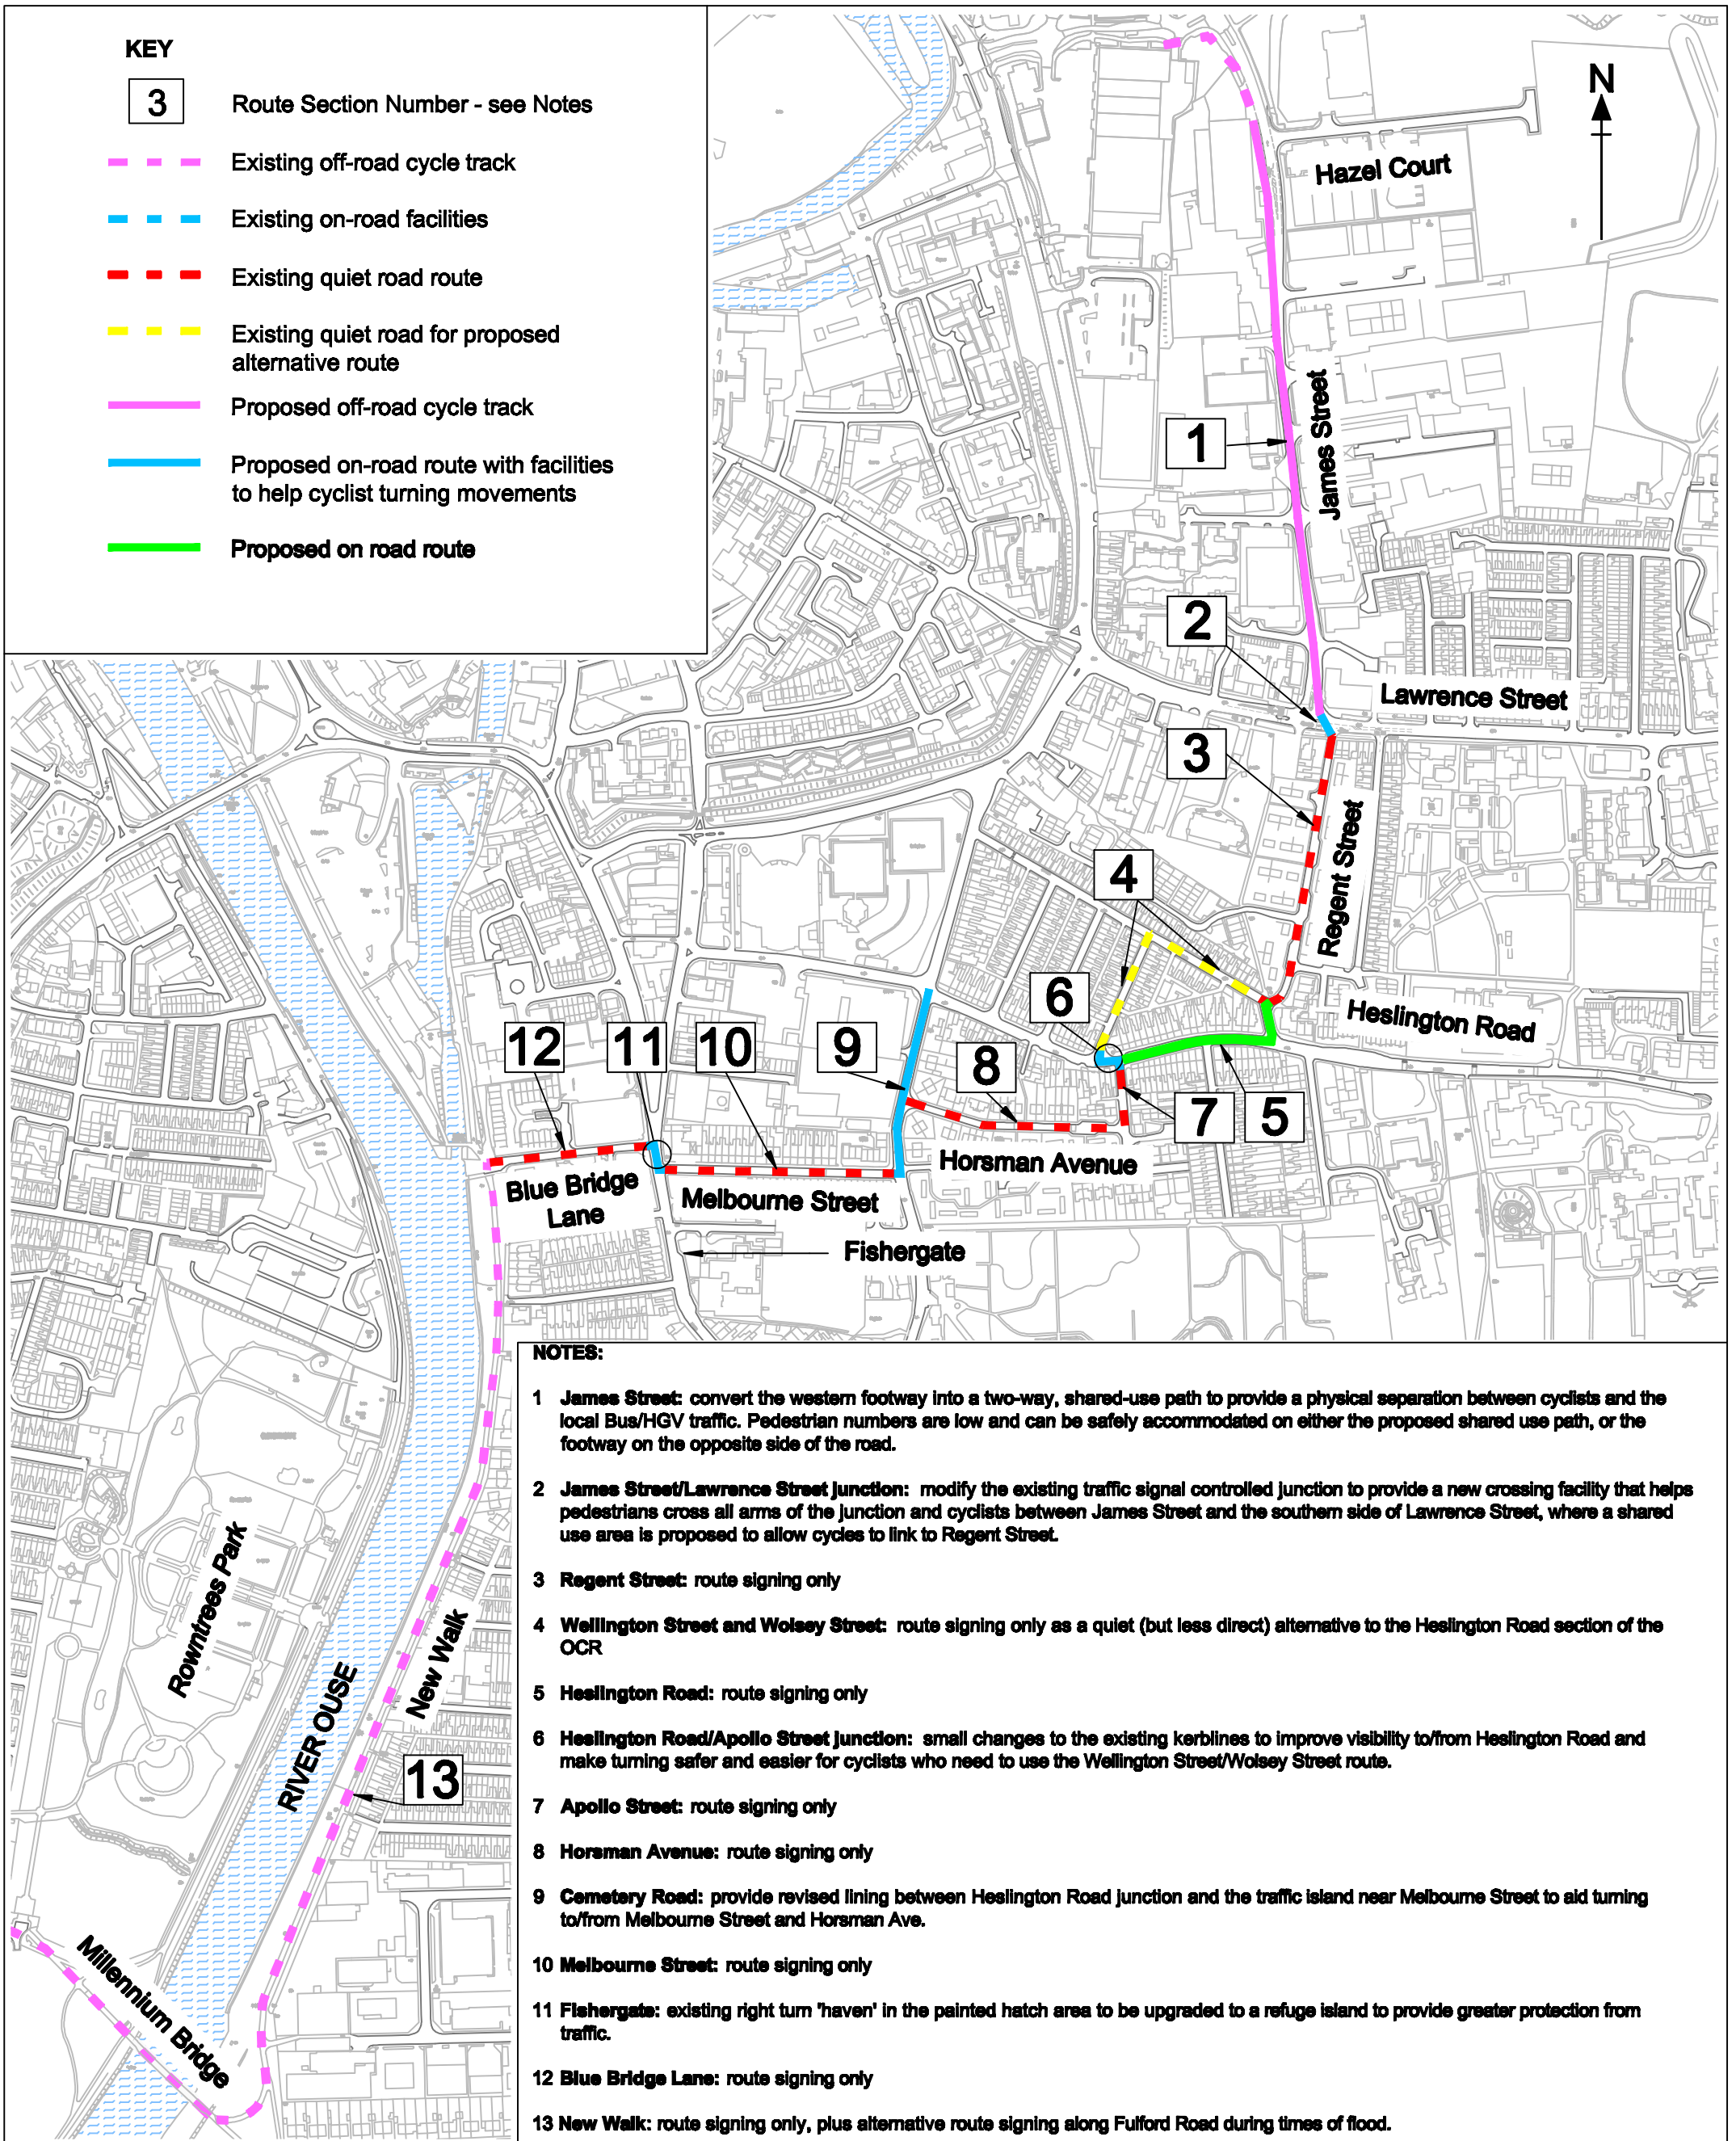 KEY
3
Route Section Number - see Notes
Existing off-road cycle track
Existing on-road facilities
Existing quiet road route
Existing quiet road for proposed
alternative route
Proposed off-road cycle track
Proposed on-road route with facilities
to help cyclist turning movements
Proposed on road route
N
Hazel Court
James Street
1
2
Lawrence Street
3
Regent Street
4
6
Heslington Road
12
11
10
9
8
7
5
Horsman Avenue
Blue Bridge
Lane
Melbourne Street
Fishergate
Rowntrees Park
RIVER OUSE
New Walk
13
Millennium Bridge
NOTES:
1 James Street: convert the western footway into a two-way, shared-use path to provide a physical separation between cyclists and the
local Bus/HGV traffic. Pedestrian numbers are low and can be safely accommodated on either the proposed shared use path, or the
footway on the opposite side of the road.
2 James Street/Lawrence Street junction: modify the existing traffic signal controlled junction to provide a new crossing facility that helps
pedestrians cross all arms of the junction and cyclists between James Street and the southern side of Lawrence Street, where a shared
use area is proposed to allow cycles to link to Regent Street.
3 Regent Street: route signing only
4 Wellington Street and Wolsey Street: route signing only as a quiet (but less direct) alternative to the Heslington Road section of the
OCR
5 Heslington Road: route signing only
6 Heslington Road/Apollo Street junction: small changes to the existing kerblines to improve visibility to/from Heslington Road and
make turning safer and easier for cyclists who need to use the Wellington Street/Wolsey Street route.
7 Apollo Street: route signing only
8 Horsman Avenue: route signing only
9 Cemetery Road: provide revised lining between Heslington Road junction and the traffic island near Melbourne Street to aid turning
to/from Melbourne Street and Horsman Ave.
10 Melbourne Street: route signing only
11 Fishergate: existing right turn 'haven' in the painted hatch area to be upgraded to a refuge island to provide greater protection from
traffic.
12 Blue Bridge Lane: route signing only
13 New Walk: route signing only, plus alternative route signing along Fulford Road during times of flood.